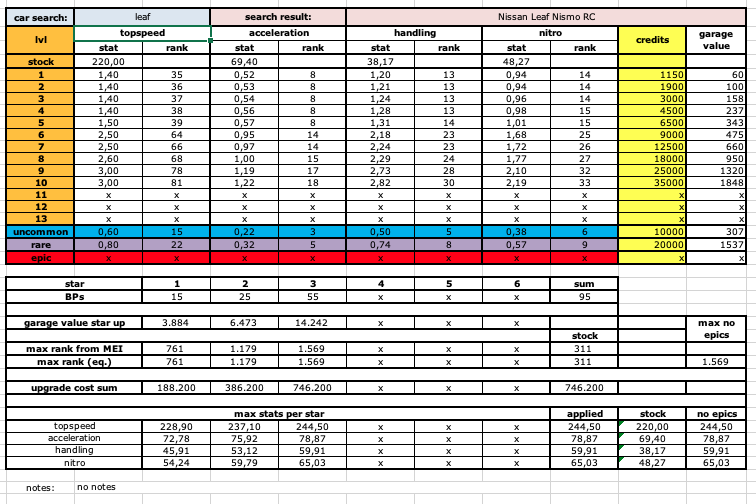 car search: leaf search result: Nissan Leaf Nismo RC
lvl topspeed acceleration handling nitro credits garage value
stat rank stat rank stat rank stat rank
stock 220,00 69,40 38,17 48,27
1 1,40 35 0,52 8 1,20 13 0,94 14 1150 60
2 1,40 36 0,53 8 1,21 13 0,94 14 1900 100
3 1,40 37 0,54 8 1,24 13 0,96 14 3000 158
4 1,40 38 0,56 8 1,28 13 0,98 15 4500 237
5 1,50 39 0,57 8 1,31 14 1,01 15 6500 343
6 2,50 64 0,95 14 2,18 23 1,68 25 9000 475
7 2,50 66 0,97 14 2,24 23 1,72 26 12500 660
8 2,60 68 1,00 15 2,29 24 1,77 27 18000 950
9 3,00 78 1,19 17 2,73 28 2,10 32 25000 1320
10 3,00 81 1,22 18 2,82 30 2,19 33 35000 1848
11 x x x x x x x x x x
12 x x x x x x x x x x
13 x x x x x x x x x x
uncommon 0,60 15 0,22 3 0,50 5 0,38 6 10000 307
rare 0,80 22 0,32 5 0,74 8 0,57 9 20000 1537
epic x x x x x x x x x x
star 1 2 3 4 5 6 sum
BPs 15 25 55 x x x 95
garage value star up 3.884 6.473 14.242 x x x max no epics
stock
max rank from MEI 761 1.179 1.569 x x x 311
max rank (eq.) 761 1.179 1.569 x x x 311 1.569
upgrade cost sum 188.200 386.200 746.200 x x x 746.200
max stats per star applied stock no epics
topspeed 228,90 237,10 244,50 x x x 244,50 220,00 244,50
acceleration 72,78 75,92 78,87 x x x 78,87 69,40 78,87
handling 45,91 53,12 59,91 x x x 59,91 38,17 59,91
nitro 54,24 59,79 65,03 x x x 65,03 48,27 65,03
notes: no notes